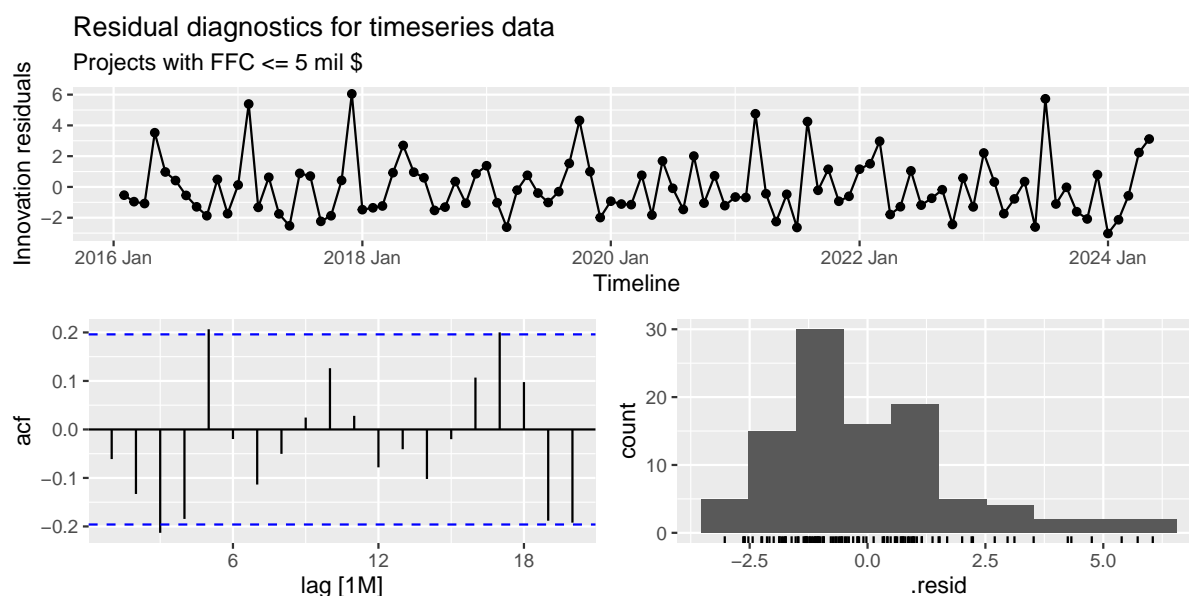 Residual diagnostics for timeseries data
Projects with FFC <= 5 mil $
Innovation residuals
6
4
2
0
−2
2016 Jan
2018 Jan
2020 Jan
2022 Jan
2024 Jan
Timeline
acf
0.2
0.1
0.0
−0.1
−0.2
6
12
18
lag [1M]
count
30
20
10
0
−2.5
0.0
2.5
5.0
.resid